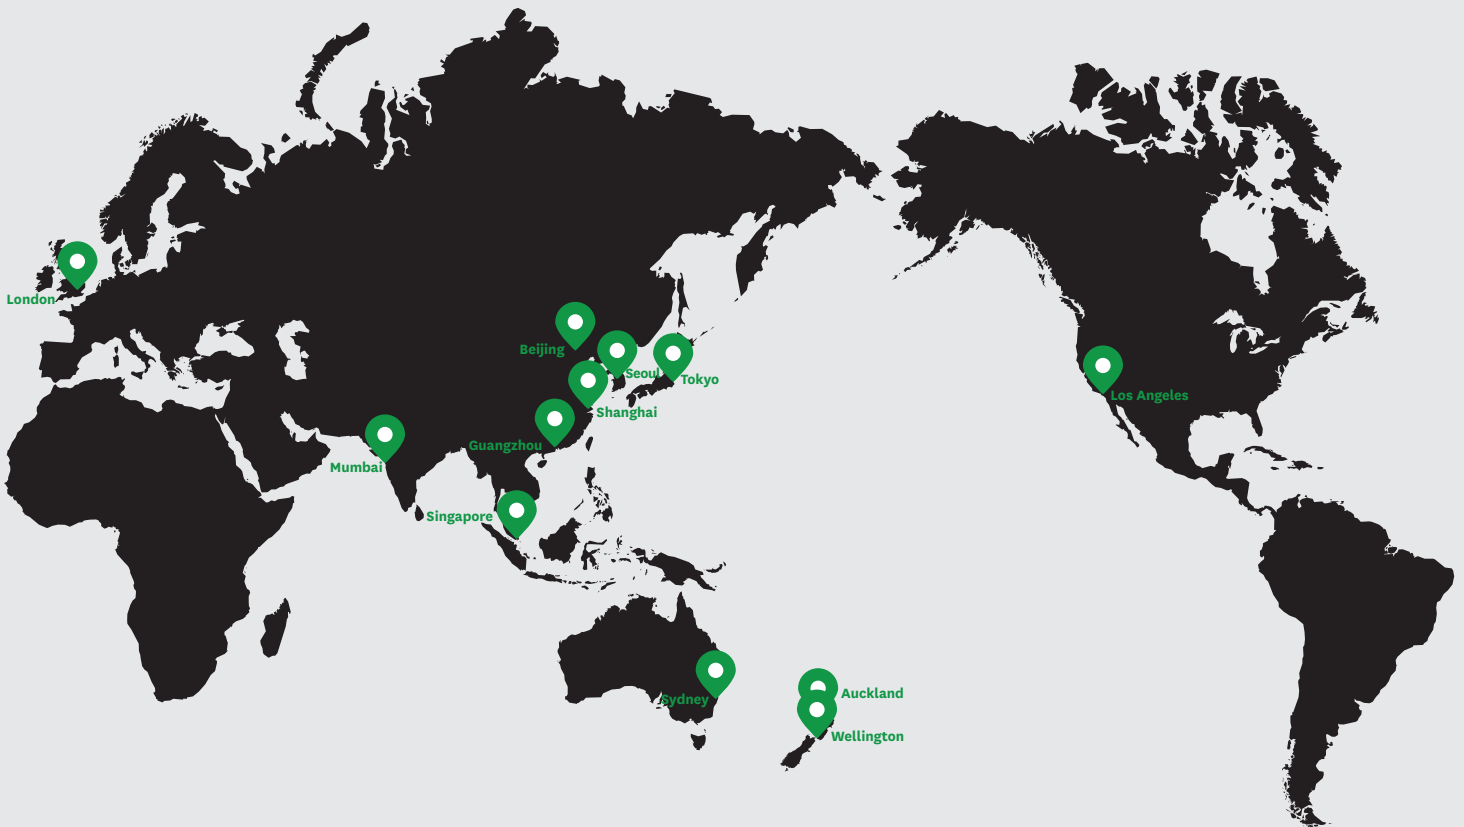 London
Beijing
Seoul
Tokyo
Los Angeles
Shanghai
Guangzhou
Mumbai
Singapore
Auckland
Sydney
Wellington